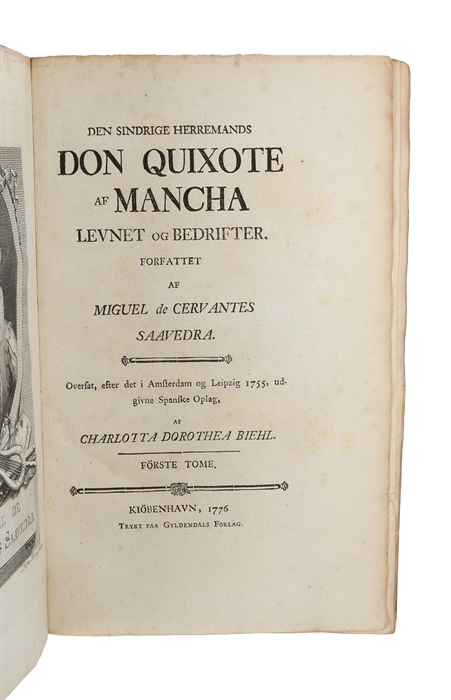 DEN SINDRIGE HERREMANDS
DON QUIXOTE
AF MANCHA
LEVNET OG BEDRIFTER.
FORFATTET
AF
MIGUEL de CERVANTES
SAAVEDRA.
Oversat, efter det i Amsterdam og Leipzig 1755, ud-
givne Spanske Oplag,
AF
CHARLOTTA DOROTHEA BIEHL.
FÖRSTE TOME.
KIÖBENHAVN, 1776
TRYKT PAA GYLDENDALS FORLAG.
L DE
SAAVEDRA